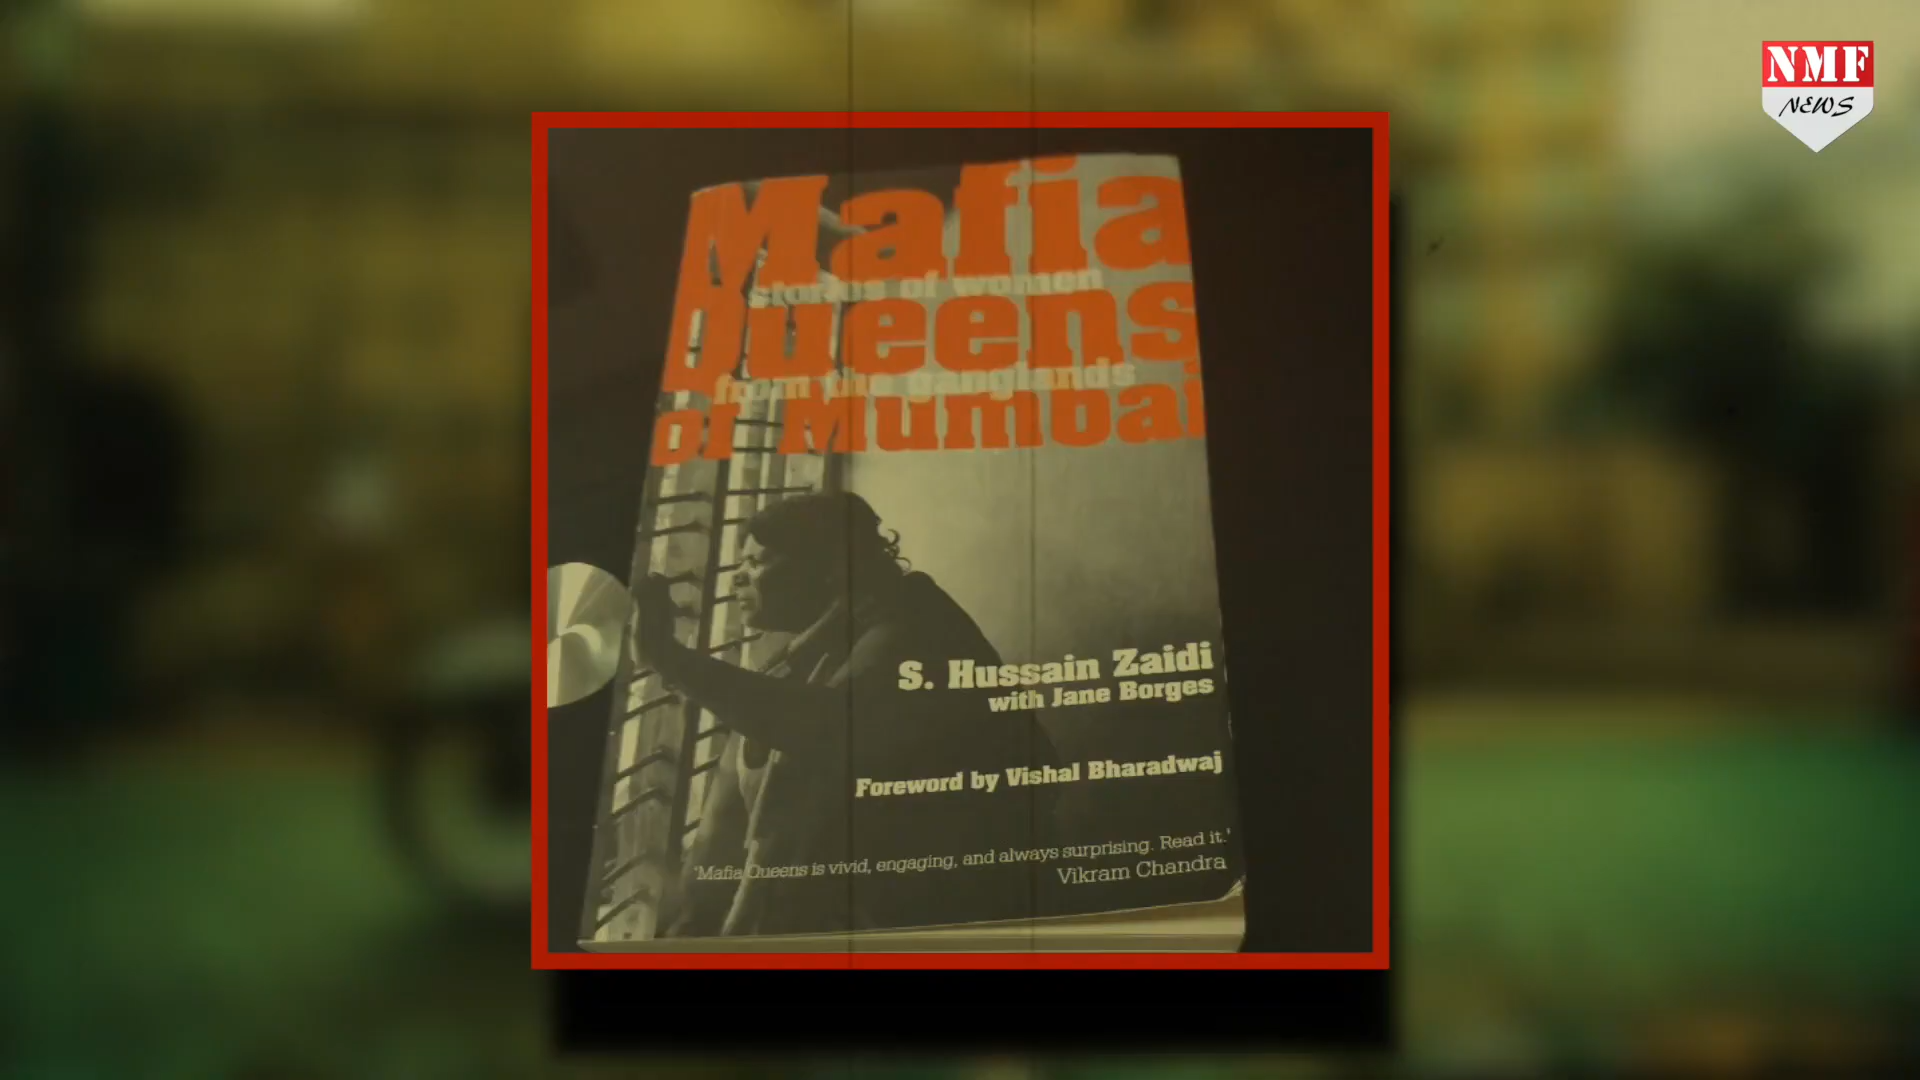 NMF
NEWS
Mafia
stories of women
Queens
from the ganglands
of Mumbai
S. Hussain Zaidi
with Jane Borges
Foreword by Vishal Bharadwaj
'Mafia Queens is vivid, engaging, and always surprising. Read it.'
Vikram Chandra